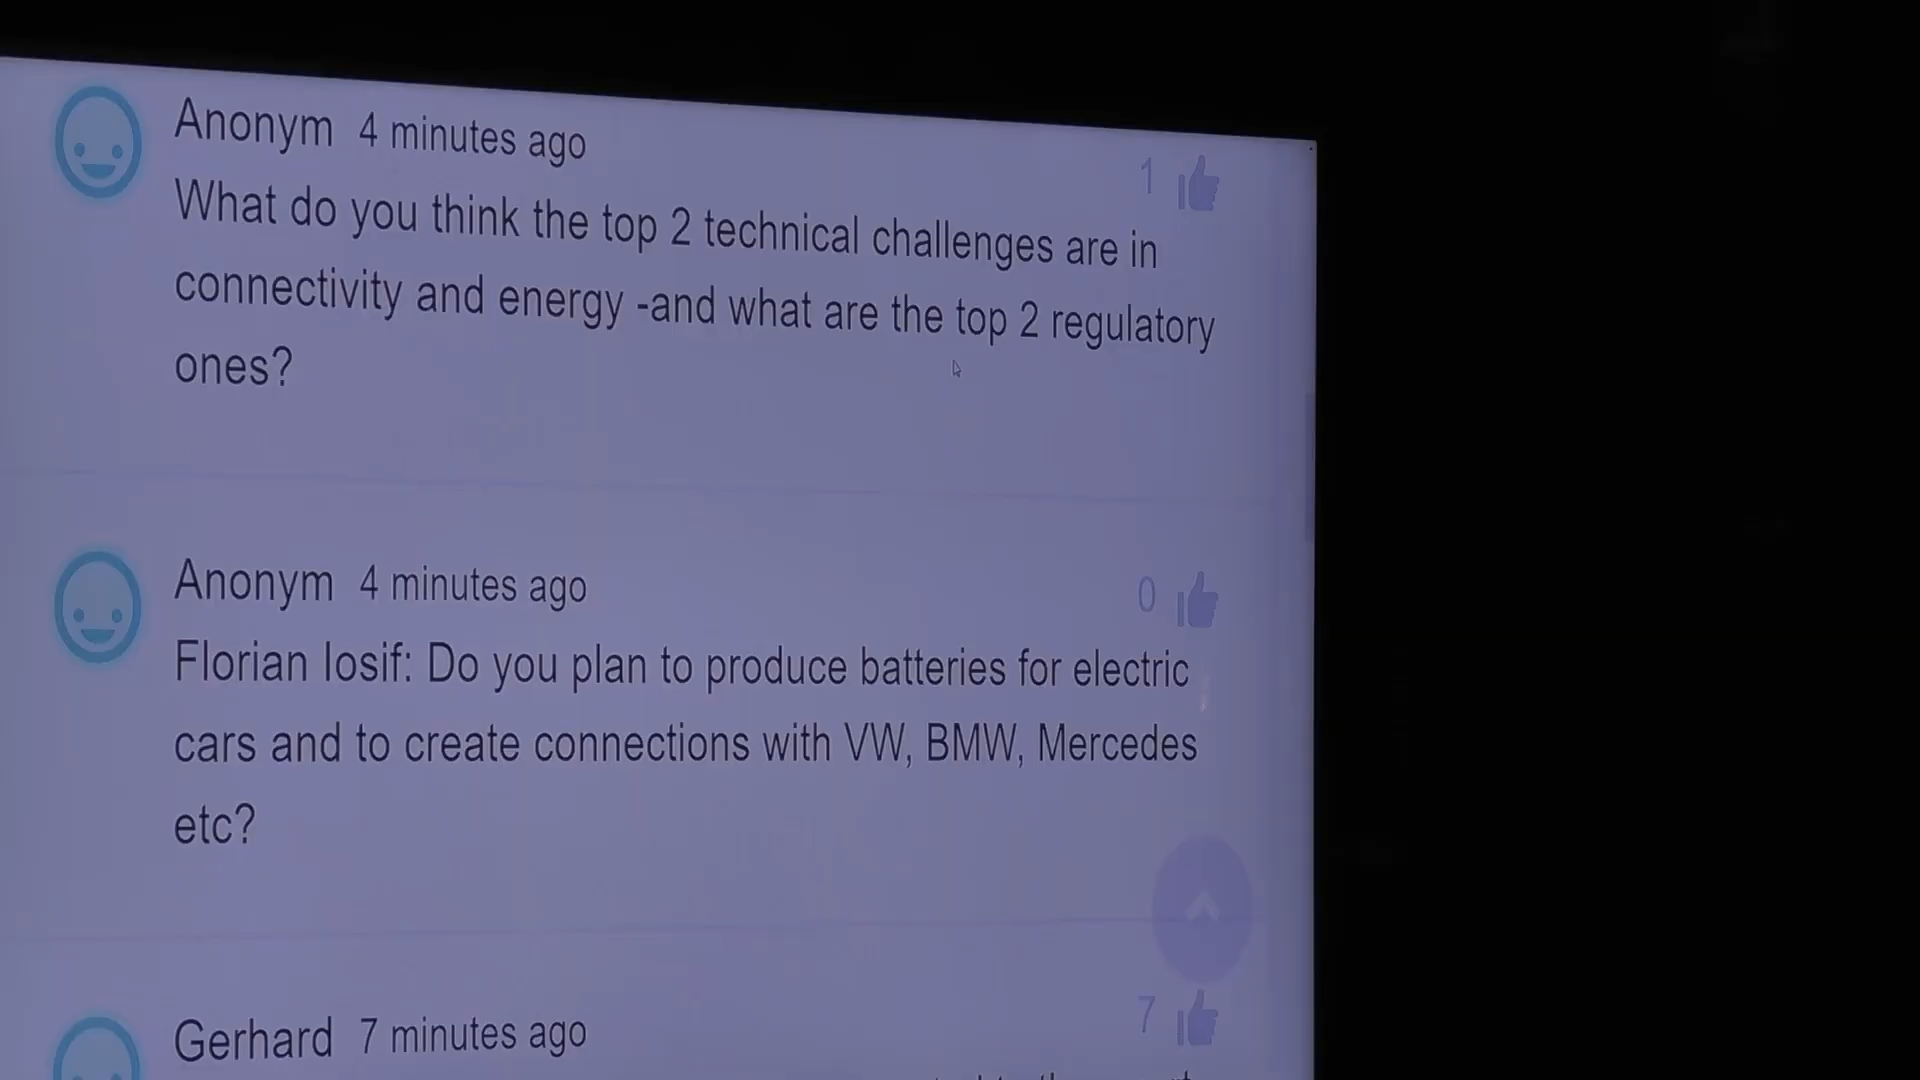 Anonym 4 minutes ago
1
What do you think the top 2 technical challenges are in
connectivity and energy -and what are the top 2 regulatory
ones?
Anonym 4 minutes ago
0
Florian Iosif: Do you plan to produce batteries for electric
cars and to create connections with VW, BMW, Mercedes
etc?
Gerhard 7 minutes ago
7